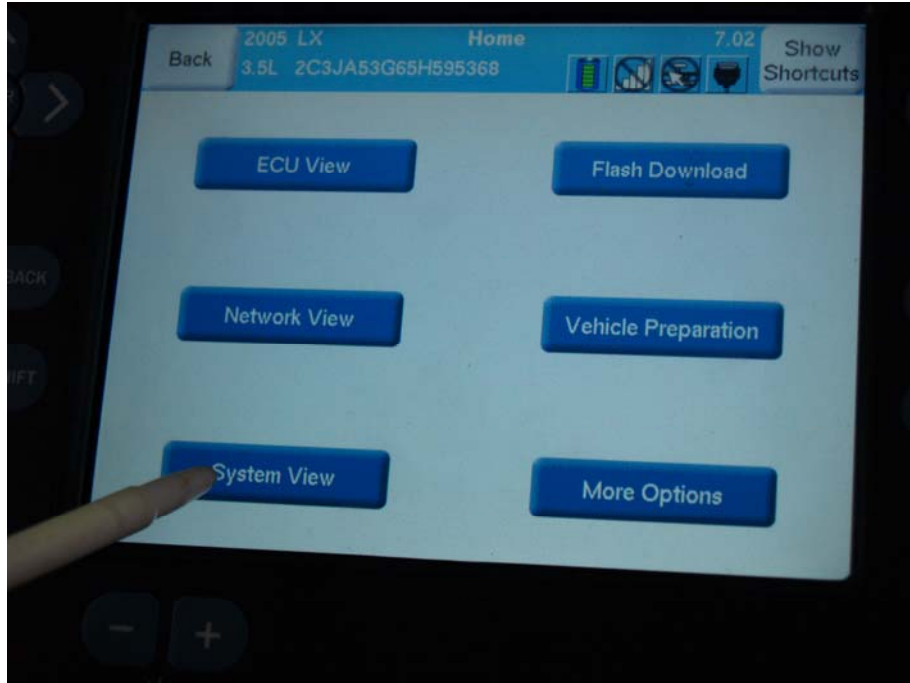 Back
2005 LX
Home
7.02
Show
Shortcuts
3.5L 2C3JA53G65H595368
ECU View
Flash Download
Network View
Vehicle Preparation
System View
More Options
BACK
- +